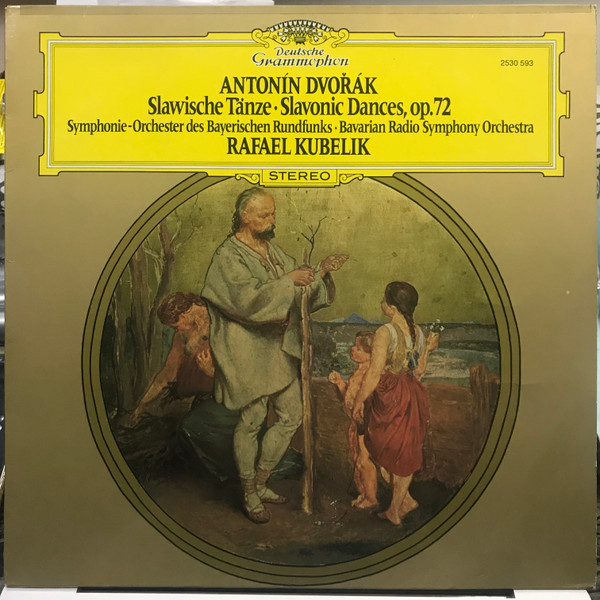 Deutsche
Grammophon
2530 593
ANTONÍN DVOŘÁK
Slawische Tänze · Slavonic Dances, op.72
Symphonie-Orchester des Bayerischen Rundfunks · Bavarian Radio Symphony Orchestra
RAFAEL KUBELIK
STEREO